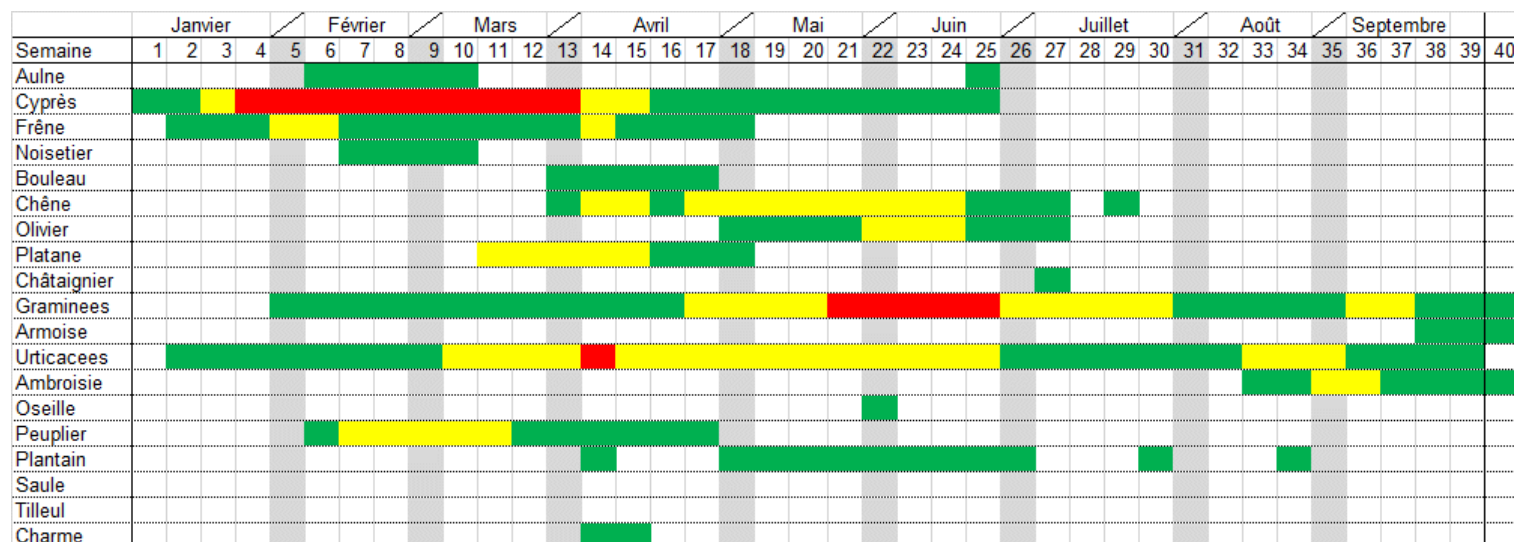 Janvier Février Mars Avril Mai Juin Juillet Août Septembre
Semaine 1 2 3 4 5 6 7 8 9 10 11 12 13 14 15 16 17 18 19 20 21 22 23 24 25 26 27 28 29 30 31 32 33 34 35 36 37 38 39 40
Aulne
Cyprès
Frêne
Noisetier
Bouleau
Chêne
Olivier
Platane
Châtaignier
Graminees
Armoise
Urticacees
Ambroisie
Oseille
Peuplier
Plantain
Saule
Tilleul
Charme